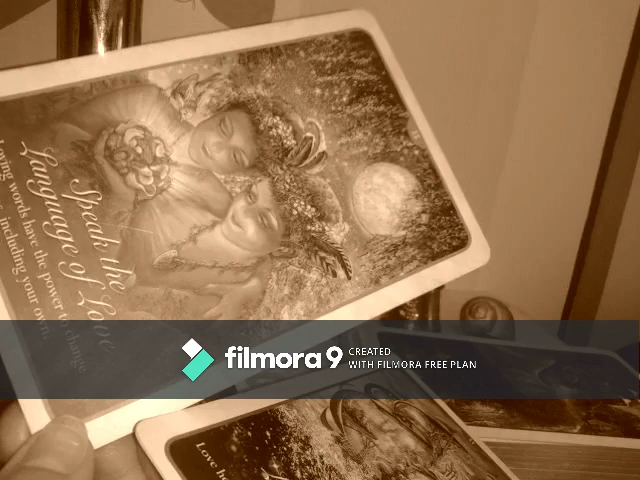 Speak the
Language of Love
Loving words have the power to change
including your own.
filmora 9
CREATED
WITH FILMORA FREE PLAN
Love